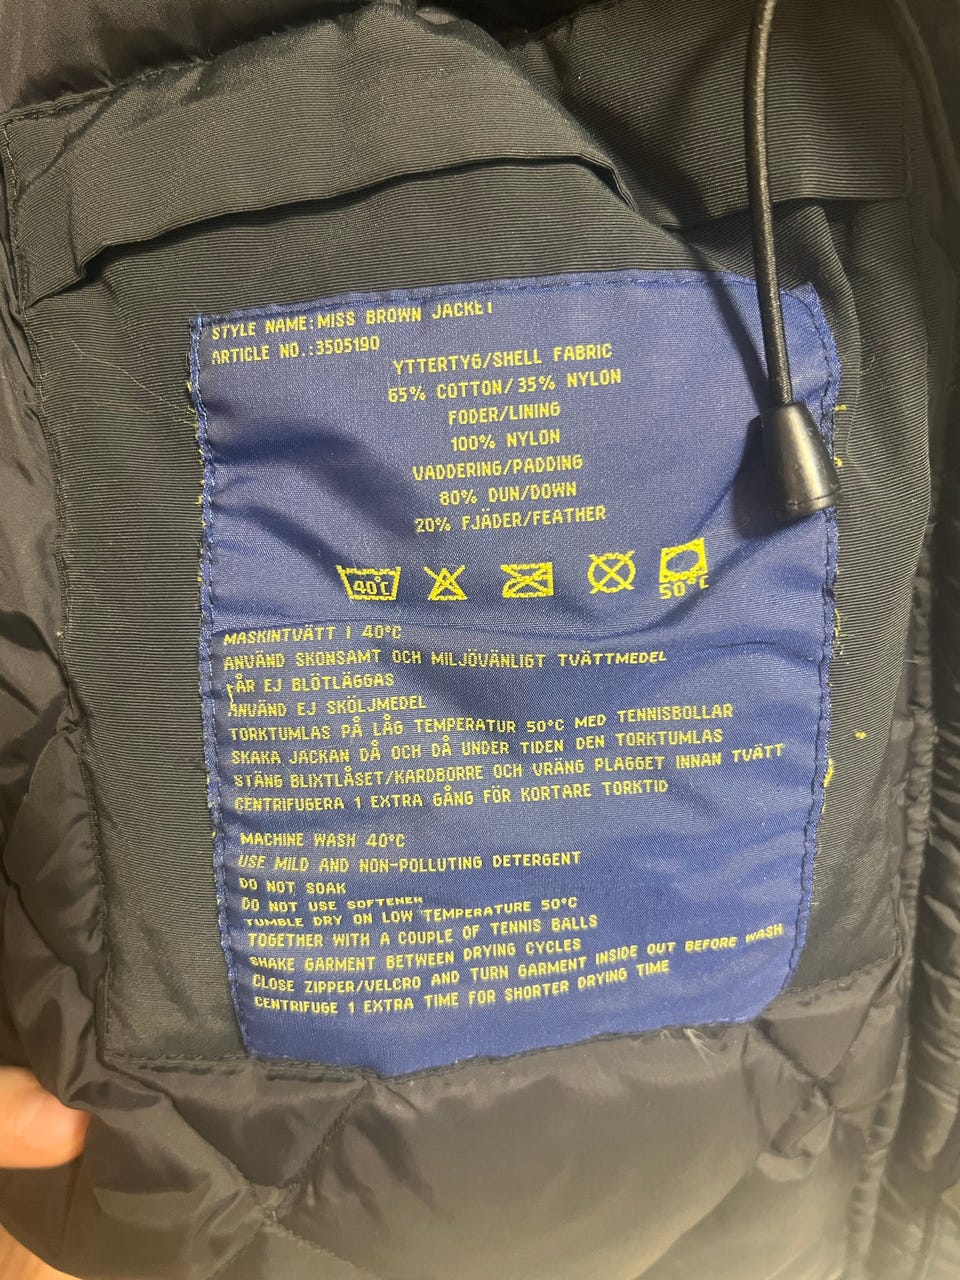 STYLE NAME:MISS BROWN JACKET
ARTICLE NO.:3505190
YTTERTYG/SHELL FABRIC
65% COTTON/35% NYLON
FODER/LINING
100% NYLON
VADDERING/PADDING
80% DUN/DOWN
20% FJÄDER/FEATHER
40°C
50°C
MASKINTVÄTT I 40°C
ANVÄND SKONSAMT OCH MILJÖVÄNLIGT TVÄTTMEDEL
FÅR EJ BLÖTLÄGGAS
ANVÄND EJ SKÖLJMEDEL
TORKTUMLAS PÅ LÅG TEMPERATUR 50°C MED TENNISBOLLAR
SKAKA JACKAN DÅ OCH DÅ UNDER TIDEN DEN TORKTUMLAS
STÄNG BLIXTLÅSET/KARDBORRE OCH VRÄNG PLAGGET INNAN TVÄTT
CENTRIFUGERA 1 EXTRA GÅNG FÖR KORTARE TORKTID
MACHINE WASH 40°C
USE MILD AND NON-POLLUTING DETERGENT
DO NOT SOAK
DO NOT USE SOFTENER
TUMBLE DRY ON LOW TEMPERATURE 50°C
TOGETHER WITH A COUPLE OF TENNIS BALLS
SHAKE GARMENT BETWEEN DRYING CYCLES
CLOSE ZIPPER/VELCRO AND TURN GARMENT INSIDE OUT BEFORE WASH
CENTRIFUGE 1 EXTRA TIME FOR SHORTER DRYING TIME